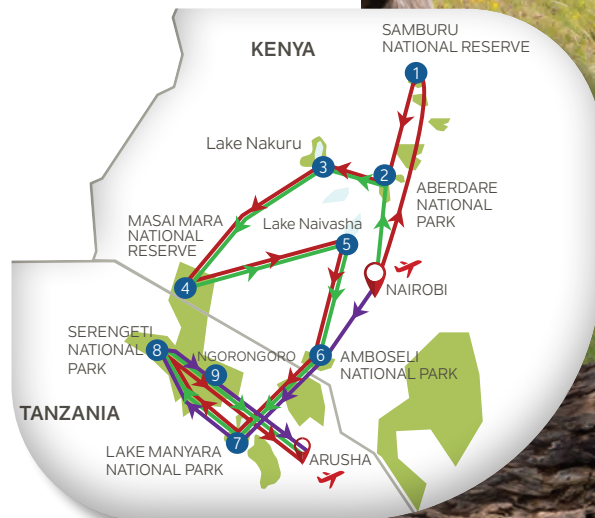 SAMBURU
NATIONAL RESERVE
KENYA
1
Lake Nakuru
3
2
ABERDARE
NATIONAL
PARK
MASAI MARA
NATIONAL
RESERVE
Lake Naivasha
5
4
NAIROBI
SERENGETI
NATIONAL
PARK
8
NGORONGORO
9
6
AMBOSELI
NATIONAL PARK
TANZANIA
7
LAKE MANYARA
NATIONAL PARK
ARUSHA